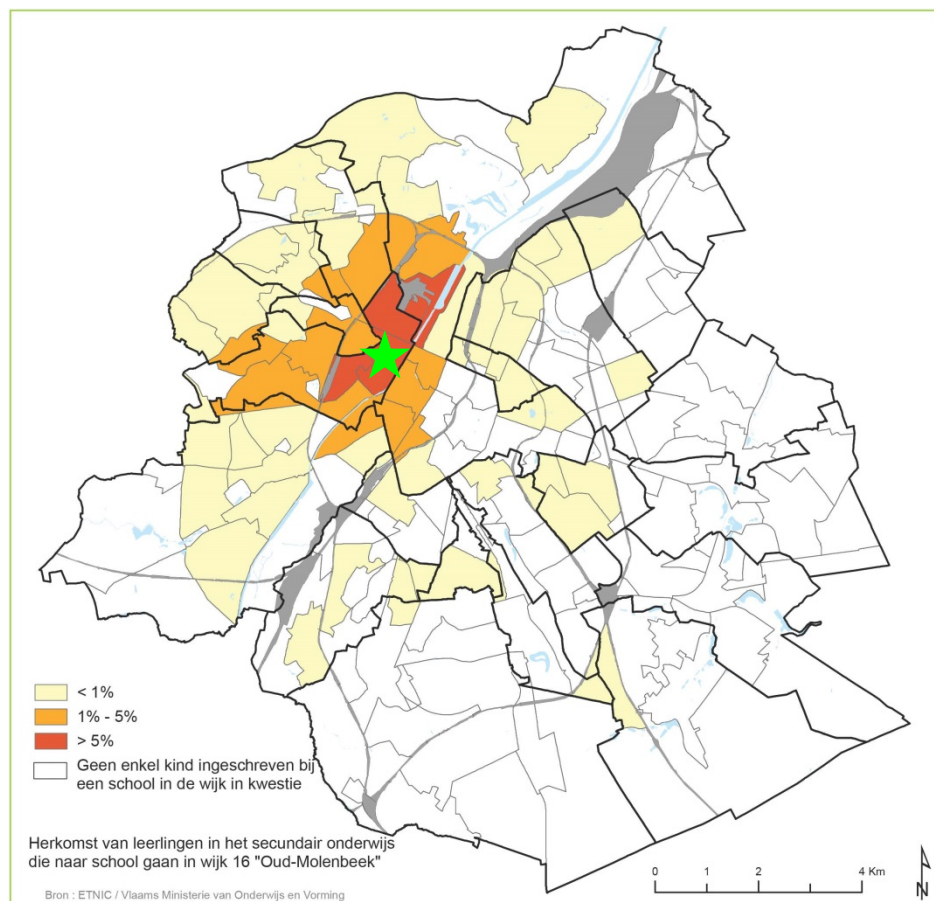 < 1%
1% - 5%
> 5%
Geen enkel kind ingeschreven bij
een school in de wijk in kwestie
Herkomst van leerlingen in het secundair onderwijs
die naar school gaan in wijk 16 "Oud-Molenbeek"
0 1 2 4 Km
N
Bron : ETNIC / Vlaams Ministerie van Onderwijs en Vorming